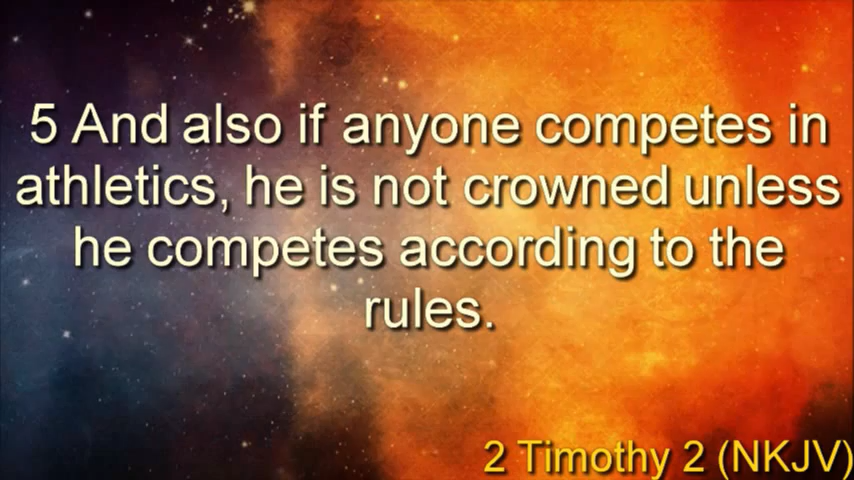 5 And also if anyone competes in
athletics, he is not crowned unless
he competes according to the
rules.
2 Timothy 2 (NKJV)